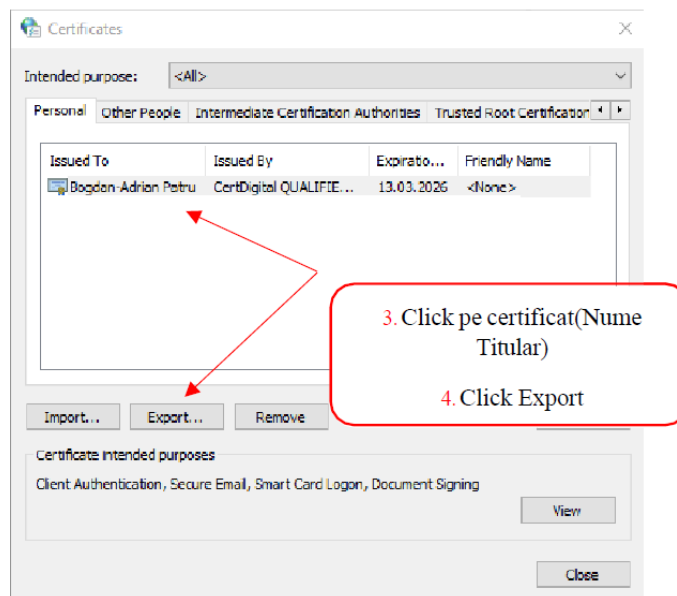 Certificates
Intended purpose: <All>
Personal Other People Intermediate Certification Authorities Trusted Root Certification
Issued To Issued By Expiratio... Friendly Name
Bogdan-Adrian Patru CertDigital QUALIFIE... 13.03.2026 <None>
3. Click pe certificat(Nume
Titular)
4. Click Export
Import... Export... Remove
Certificate intended purposes
Client Authentication, Secure Email, Smart Card Logon, Document Signing
View
Close